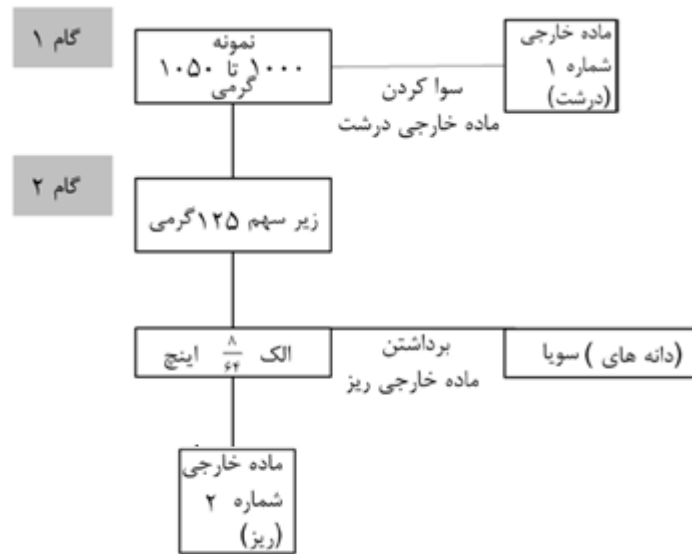 گام ۱
نمونه
۱۰۰۰ تا ۱۰۵۰
گرمی
سوا کردن
ماده خارجی درشت
ماده خارجی
شماره ۱
(درشت)
گام ۲
زیر سهم ۱۲۵گرمی
الک ۸/۶۴ اینچ
برداشتن
ماده خارجی ریز
(دانه های ) سویا
ماده خارجی
شماره ۲
(ریز)